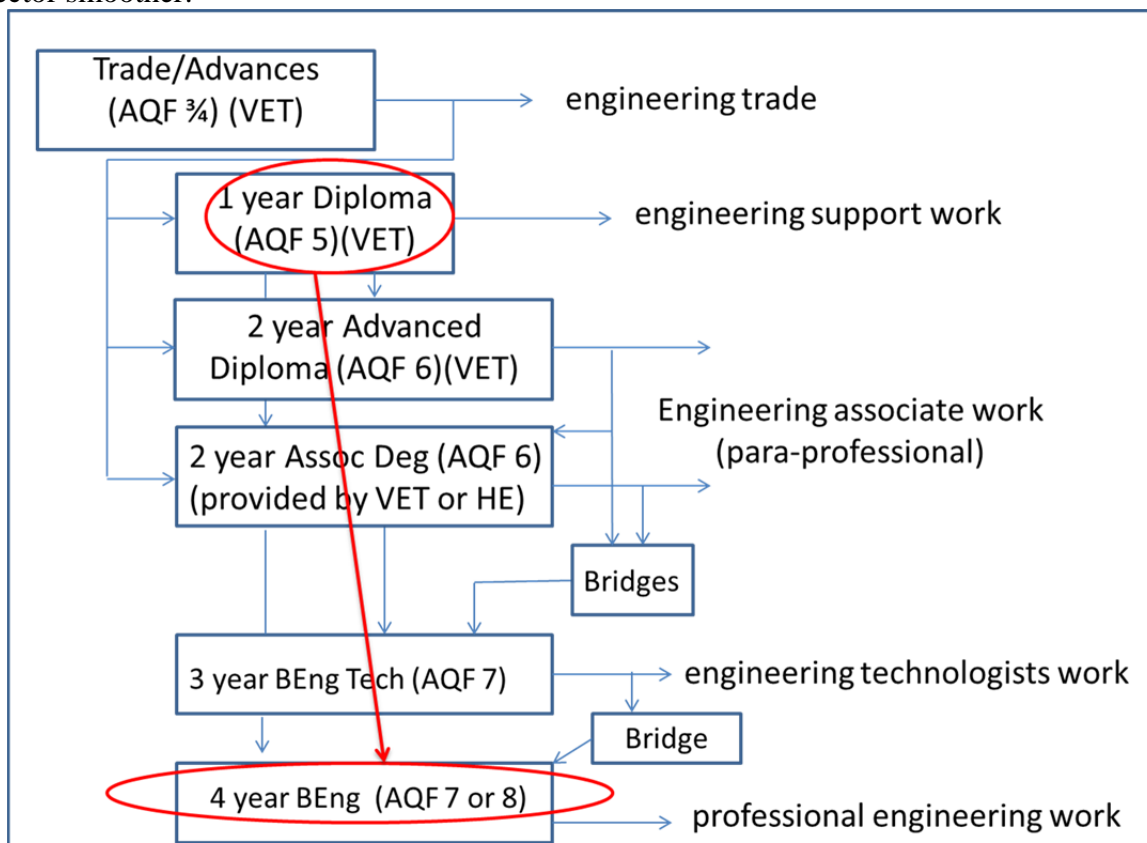 ector smoother.
Trade/Advances
(AQF ¾) (VET)
engineering trade
1 year Diploma
(AQF 5)(VET)
engineering support work
2 year Advanced
Diploma (AQF 6)(VET)
Engineering associate work
(para-professional)
2 year Assoc Deg (AQF 6)
(provided by VET or HE)
Bridges
3 year BEng Tech (AQF 7)
engineering technologists work
Bridge
4 year BEng (AQF 7 or 8)
professional engineering work